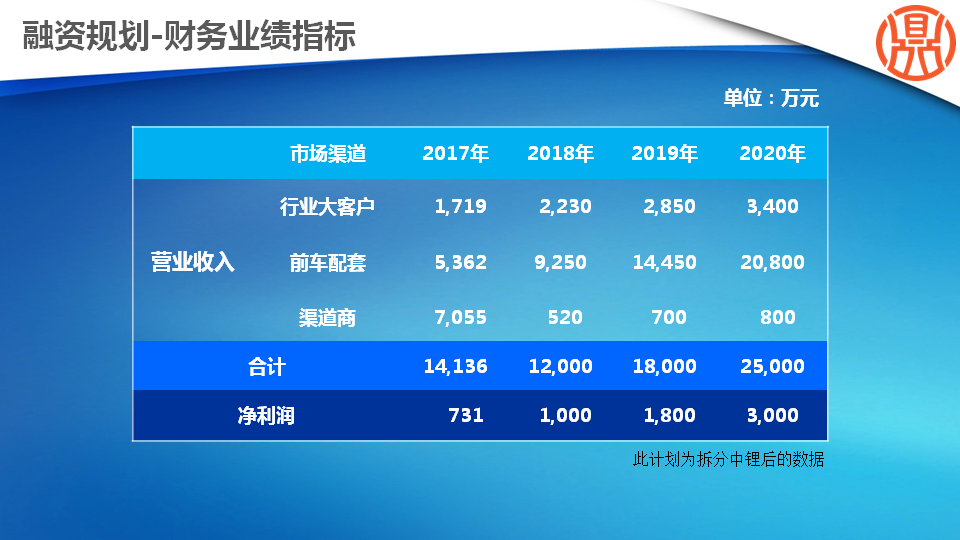 融资规划-财务业绩指标
单位：万元
市场渠道 2017年 2018年 2019年 2020年
行业大客户 1,719 2,230 2,850 3,400
营业收入 前车配套 5,362 9,250 14,450 20,800
渠道商 7,055 520 700 800
合计 14,136 12,000 18,000 25,000
净利润 731 1,000 1,800 3,000
此计划为拆分中锂后的数据